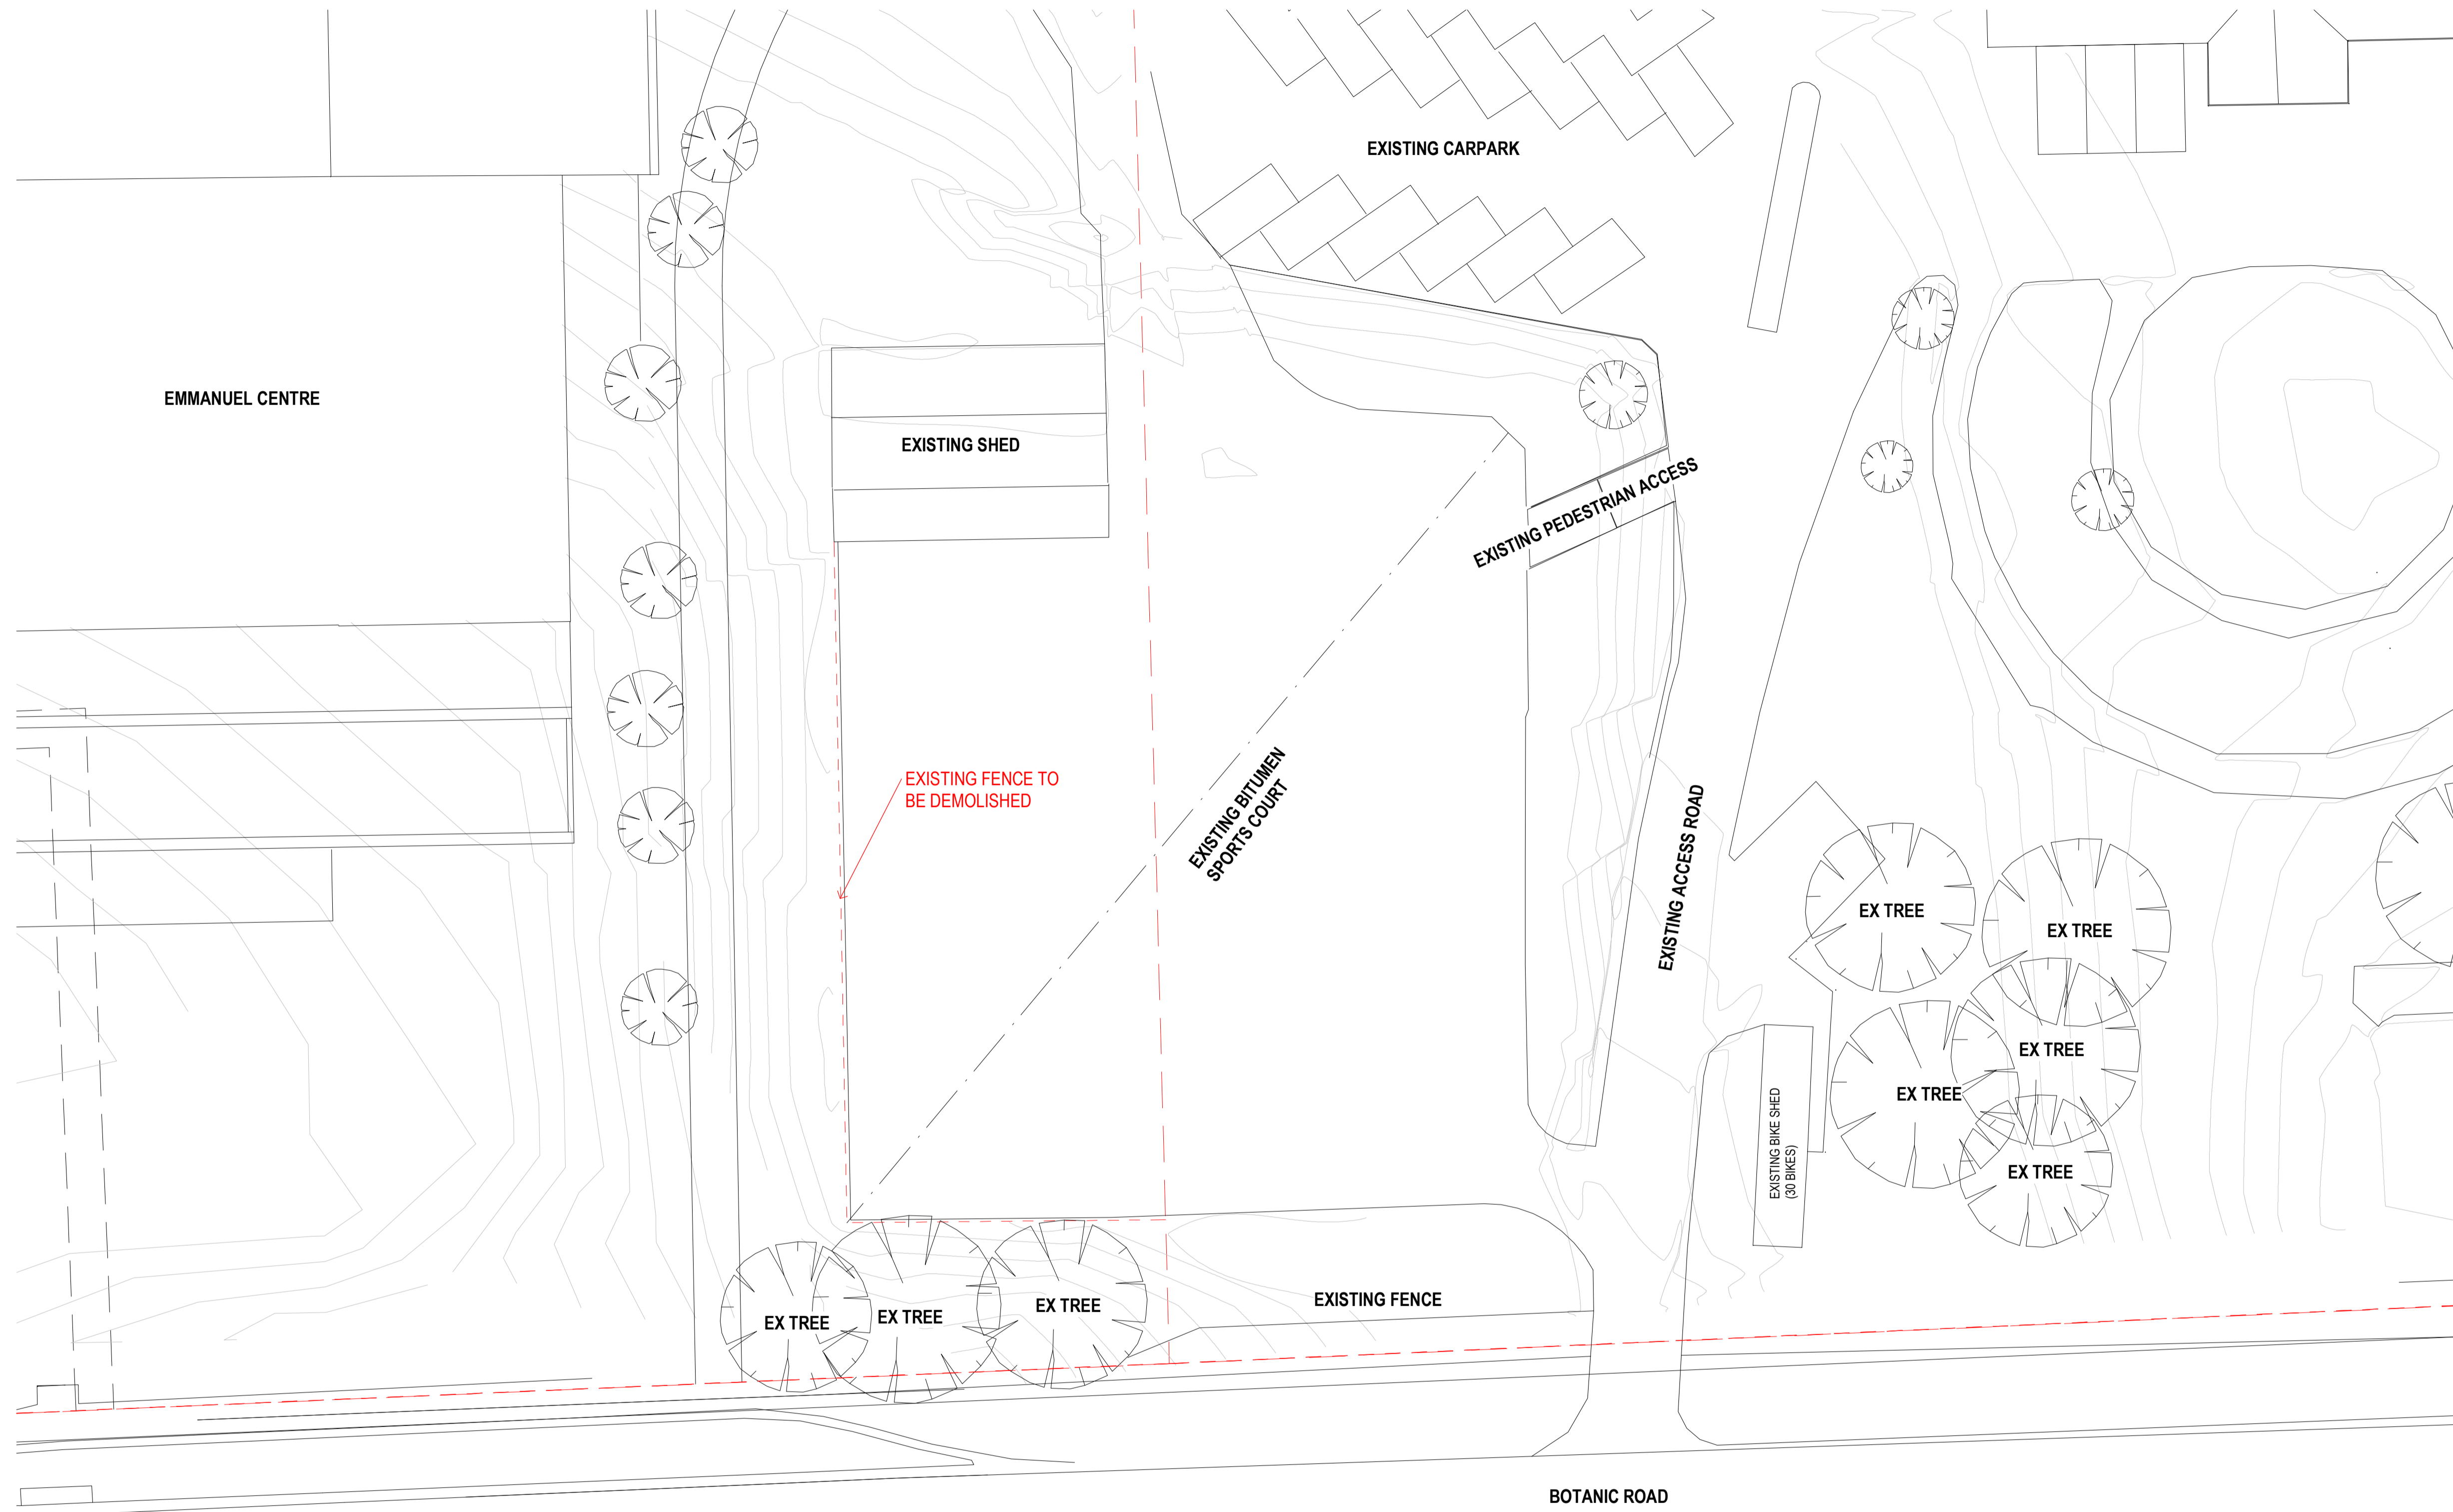 EXISTING CARPARK
EMMANUEL CENTRE
EXISTING SHED
EXISTING PEDESTRIAN ACCESS
EXISTING FENCE TO
BE DEMOLISHED
EXISTING BITUMEN
SPORTS COURT
EXISTING ACCESS ROAD
EX TREE
EX TREE
EX TREE
EX TREE
EX TREE
EXISTING BIKE SHED
(30 BIKES)
EX TREE
EX TREE
EX TREE
EXISTING FENCE
BOTANIC ROAD